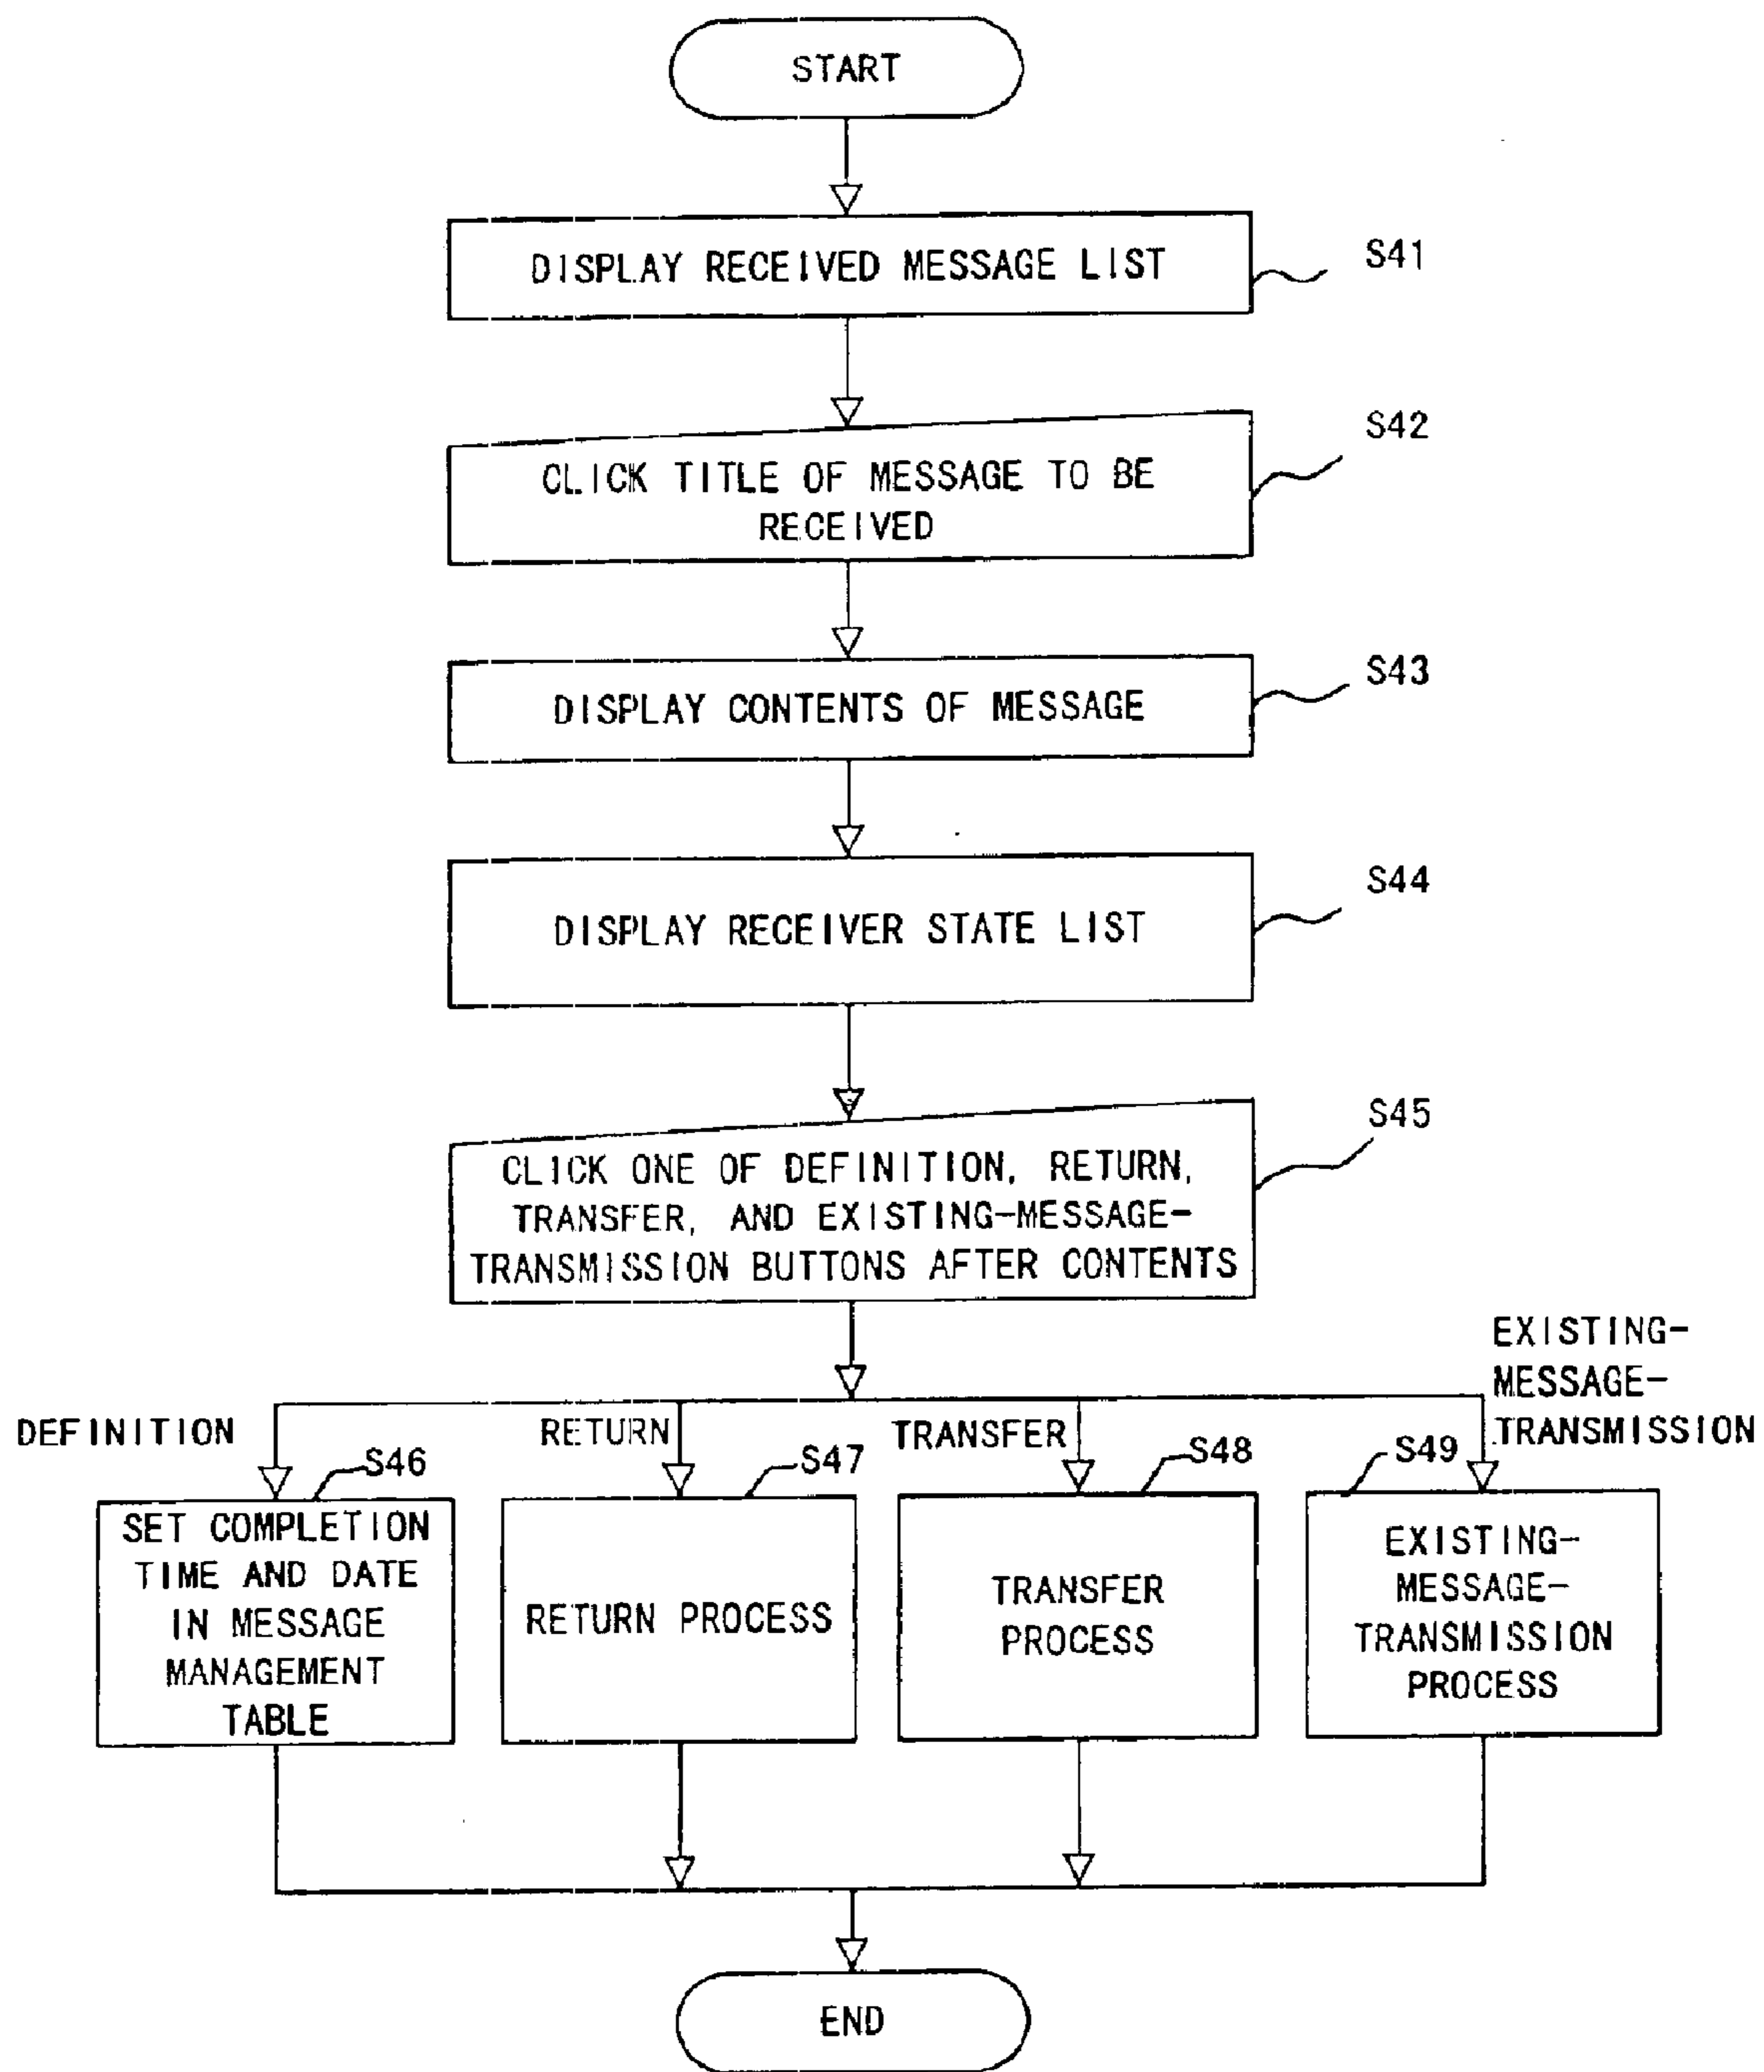 START
DISPLAY RECEIVED MESSAGE LIST
S41
CLICK TITLE OF MESSAGE TO BE
RECEIVED
S42
DISPLAY CONTENTS OF MESSAGE
S43
DISPLAY RECEIVER STATE LIST
S44
CLICK ONE OF DEFINITION, RETURN,
TRANSFER, AND EXISTING-MESSAGE-
TRANSMISSION BUTTONS AFTER CONTENTS
S45
DEFINITION
RETURN
TRANSFER
EXISTING-
MESSAGE-
TRANSMISSION
S46
SET COMPLETION
TIME AND DATE
IN MESSAGE
MANAGEMENT
TABLE
S47
RETURN PROCESS
S48
TRANSFER
PROCESS
S49
EXISTING-
MESSAGE-
TRANSMISSION
PROCESS
END